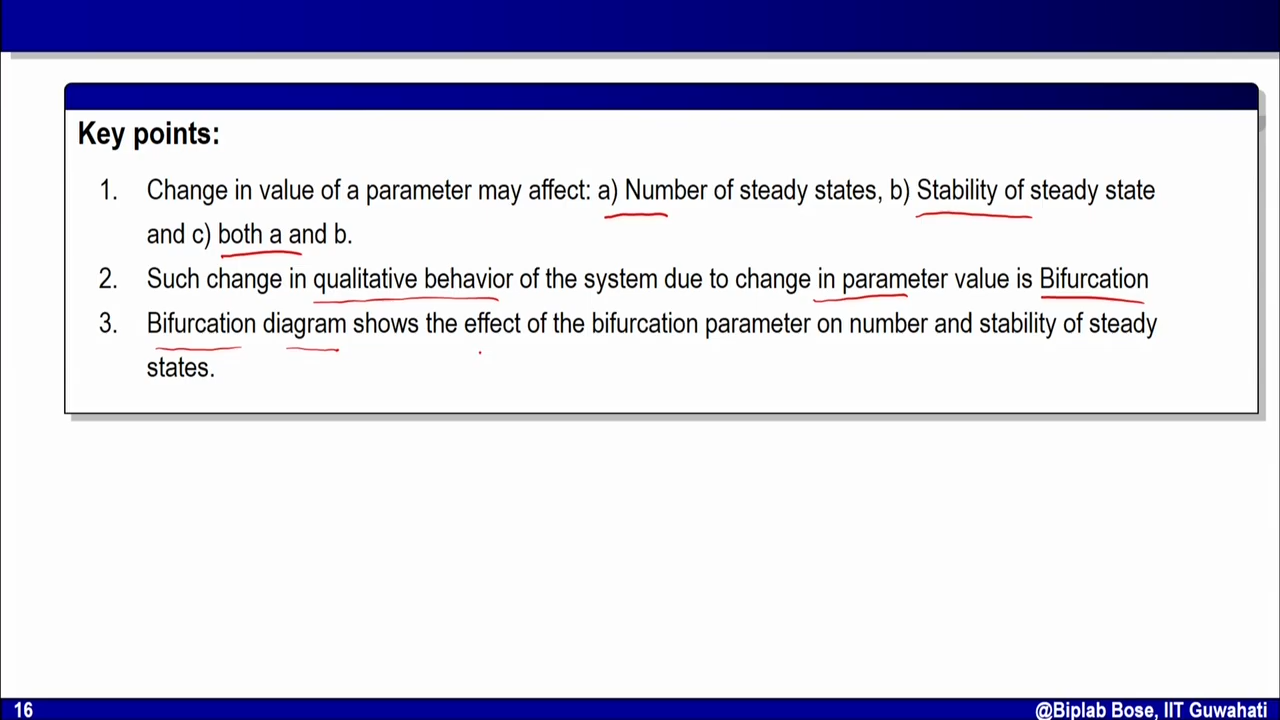 Key points:
1. Change in value of a parameter may affect: a) Number of steady states, b) Stability of steady state
and c) both a and b.
2. Such change in qualitative behavior of the system due to change in parameter value is Bifurcation
3. Bifurcation diagram shows the effect of the bifurcation parameter on number and stability of steady
states.
16
@Biplab Bose, IIT Guwahati